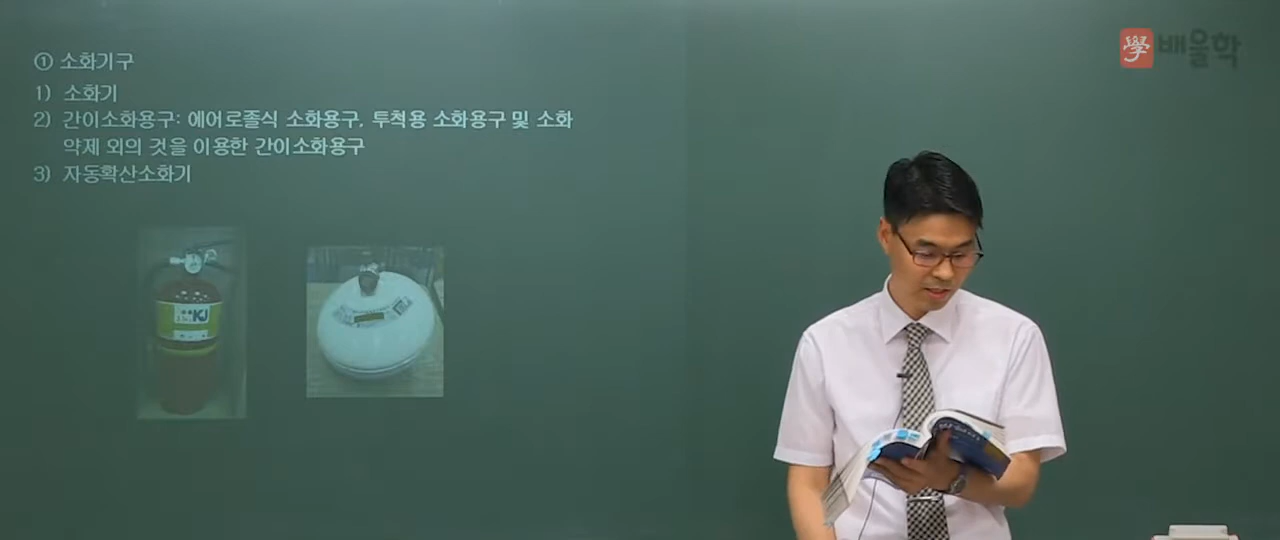 ① 소화기구
1) 소화기
2) 간이소화용구: 에어로졸식 소화용구, 투척용 소화용구 및 소화
약제 외의 것을 이용한 간이소화용구
3) 자동확산소화기
學 배울학
KJ